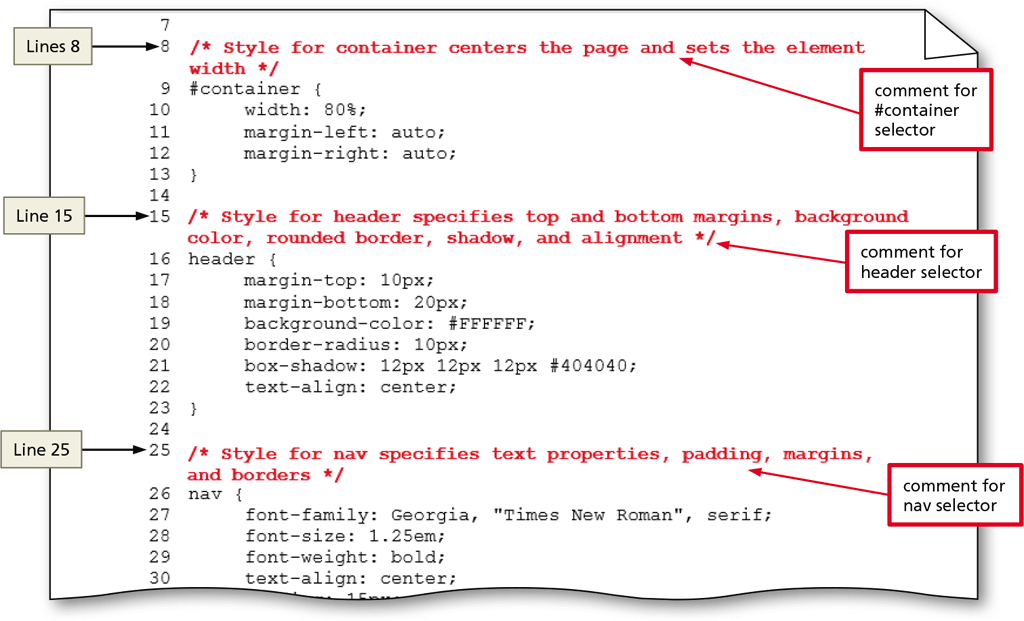 7
Lines 8
8 /* Style for container centers the page and sets the element
width */
comment for
#container
selector
9 #container {
10 width: 80%;
11 margin-left: auto;
12 margin-right: auto;
13 }
14
Line 15
15 /* Style for header specifies top and bottom margins, background
color, rounded border, shadow, and alignment */
comment for
header selector
16 header {
17 margin-top: 10px;
18 margin-bottom: 20px;
19 background-color: #FFFFFF;
20 border-radius: 10px;
21 box-shadow: 12px 12px 12px #404040;
22 text-align: center;
23 }
24
Line 25
25 /* Style for nav specifies text properties, padding, margins,
and borders */
comment for
nav selector
26 nav {
27 font-family: Georgia, "Times New Roman", serif;
28 font-size: 1.25em;
29 font-weight: bold;
30 text-align: center;